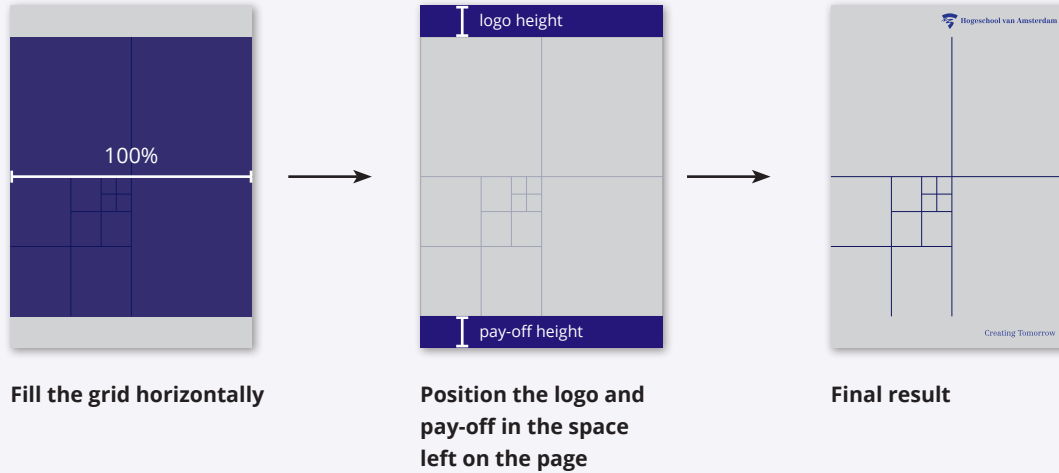 logo height
Hogeschool van Amsterdam
100%
pay-off height
Creating Tomorrow
Fill the grid horizontally
Position the logo and
pay-off in the space
left on the page
Final result